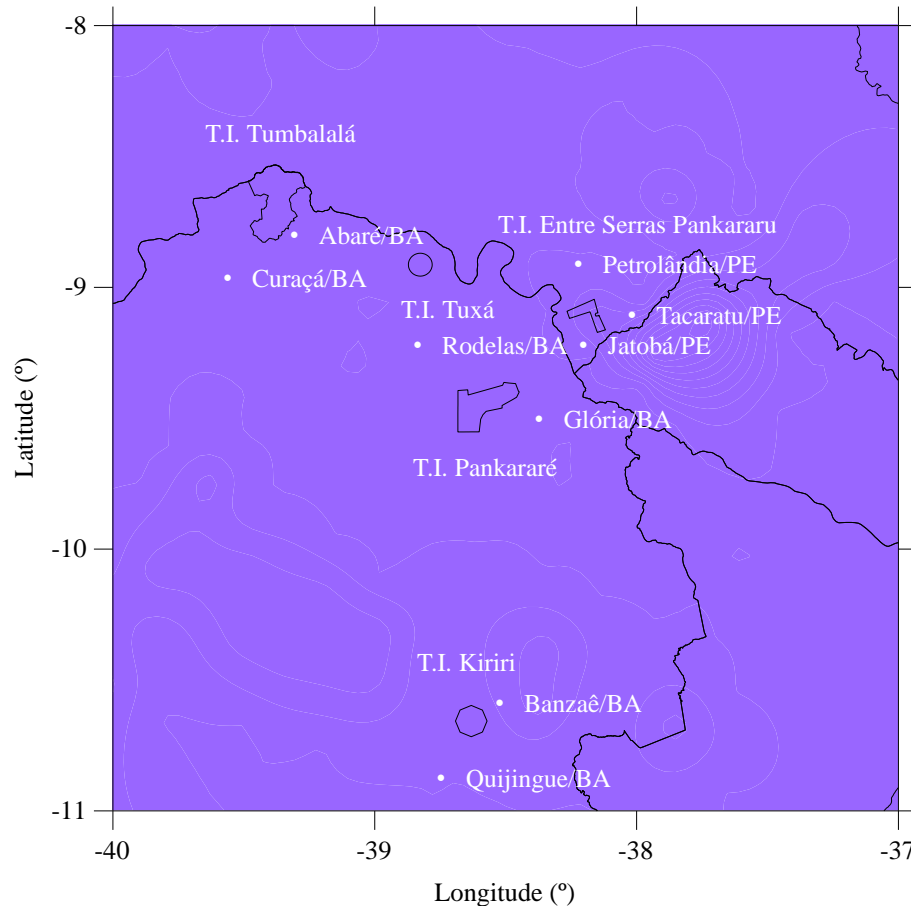 -8
T.I. Tumbalalá
T.I. Entre Serras Pankararu
Abaré/BA
Petrolândia/PE
Curaçá/BA
-9
T.I. Tuxá
Tacaratu/PE
Rodelas/BA
Jatobá/PE
Glória/BA
T.I. Pankararé
Latitude (º)
-10
T.I. Kiriri
Banzaê/BA
Quijingue/BA
-11
-40 -39 -38 -37
Longitude (º)